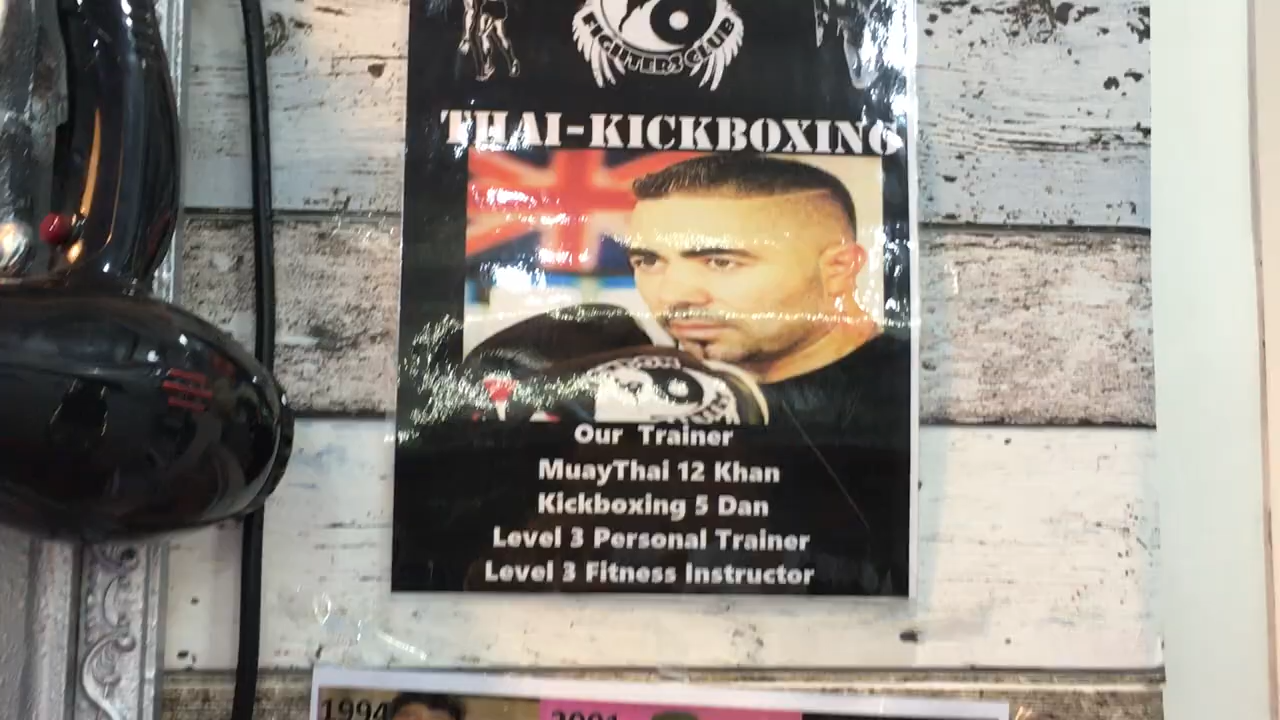 FIGHTERS CLUB
THAI-KICKBOXING
Our Trainer
MuayThai 12 Khan
Kickboxing 5 Dan
Level 3 Personal Trainer
Level 3 Fitness Instructor
1994
2001